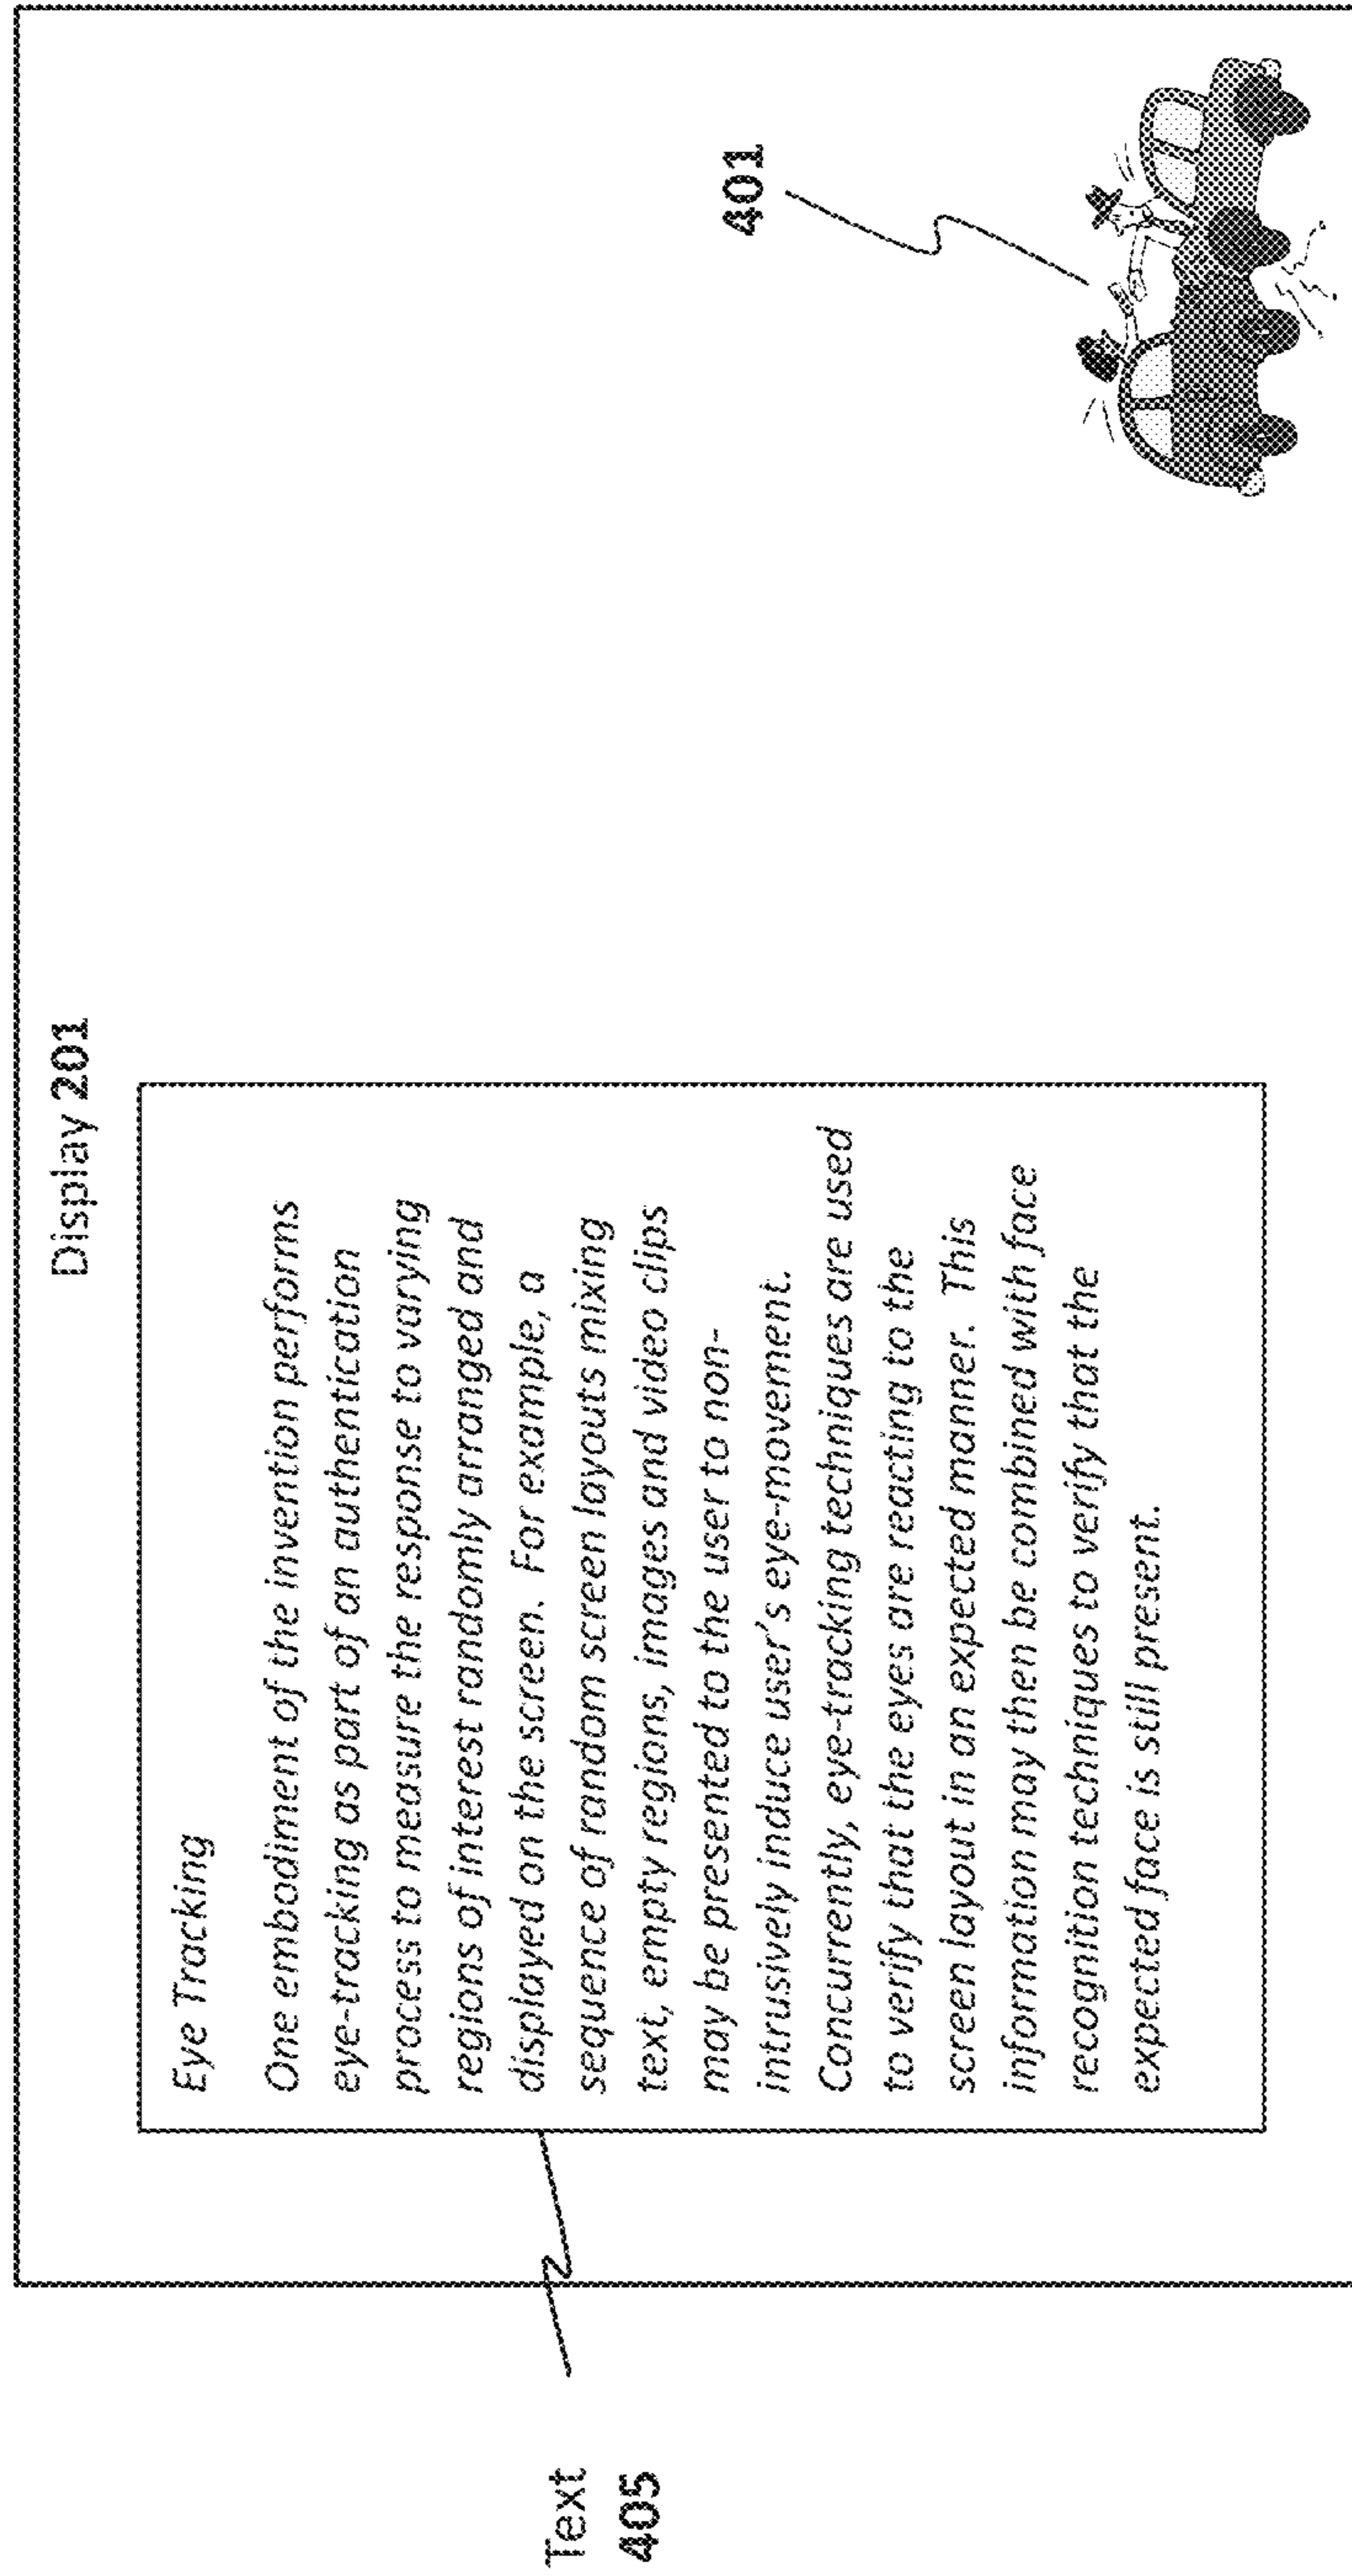 Display 201
Text
405
Eye Tracking
One embodiment of the invention performs
eye-tracking as part of an authentication
process to measure the response to varying
regions of interest randomly arranged and
displayed on the screen. For example, a
sequence of random screen layouts mixing
text, empty regions, images and video clips
may be presented to the user to non-
intrusively induce user's eye-movement.
Concurrently, eye-tracking techniques are used
to verify that the eyes are reacting to the
screen layout in an expected manner. This
information may then be combined with face
recognition techniques to verify that the
expected face is still present.
401